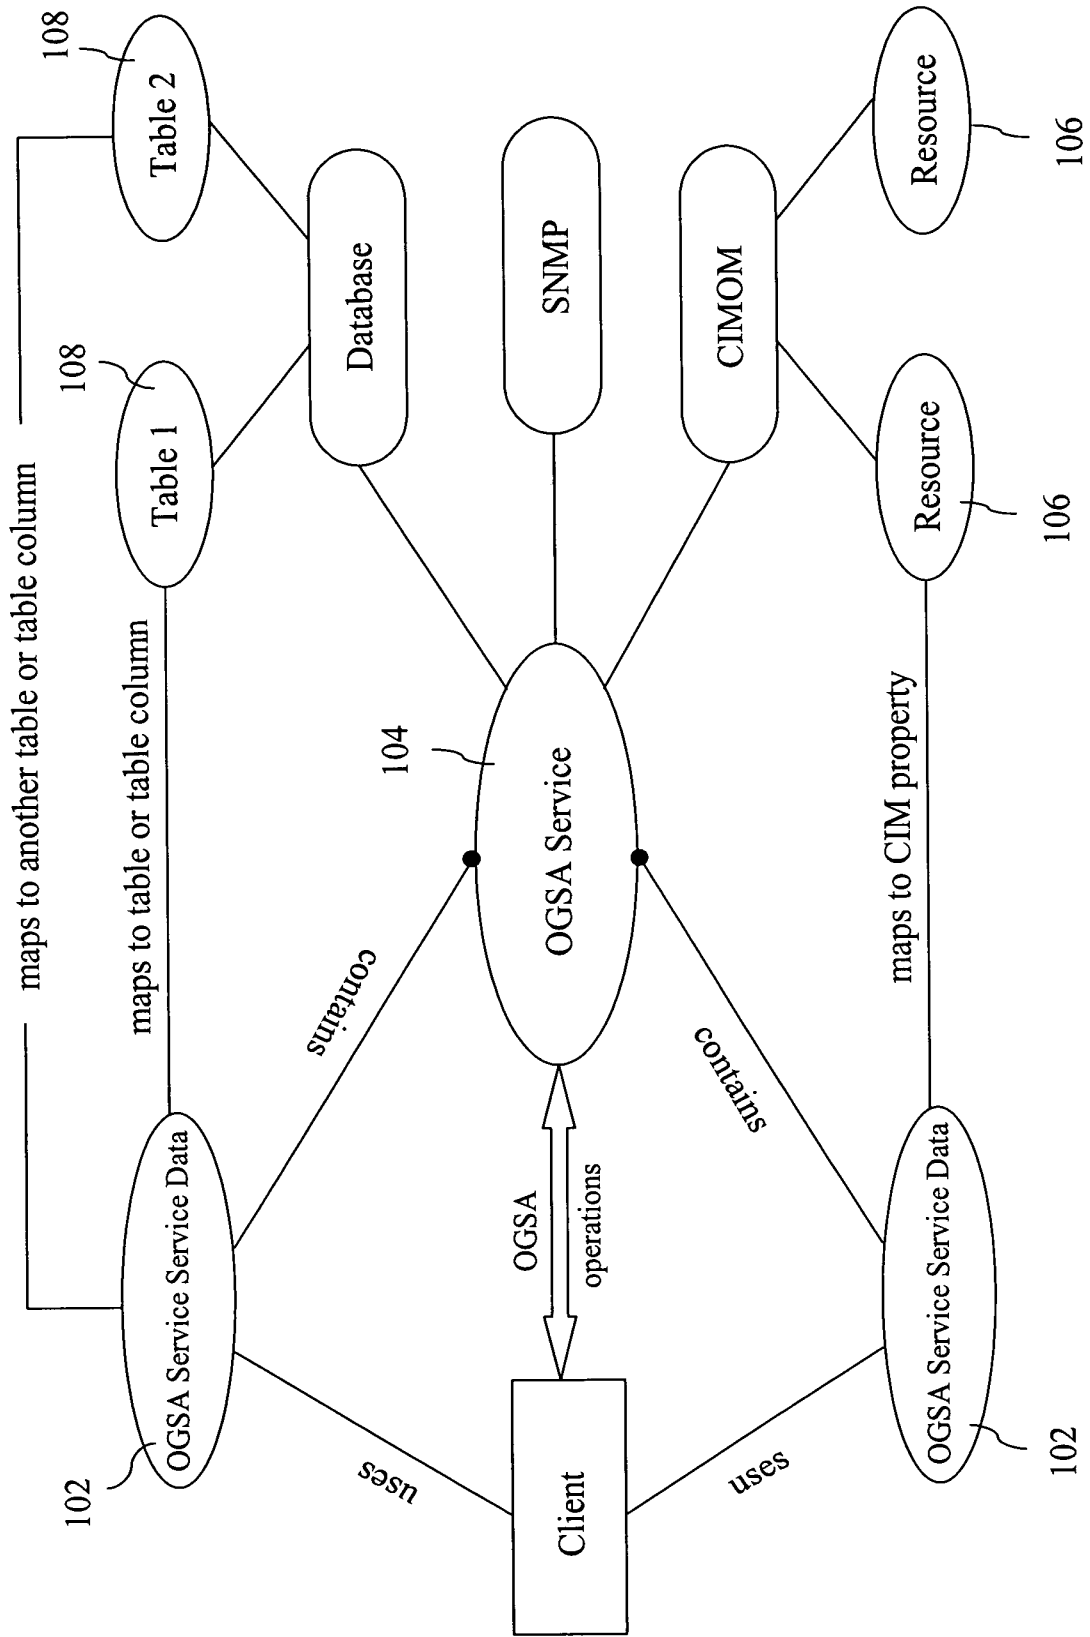 maps to another table or table column
102
OGSA Service Service Data
maps to table or table column
108
Table 1
108
Table 2
uses
contains
Database
Client
OGSA
operations
104
OGSA Service
SNMP
uses
contains
CIMOM
102
OGSA Service Service Data
maps to CIM property
Resource
106
Resource
106